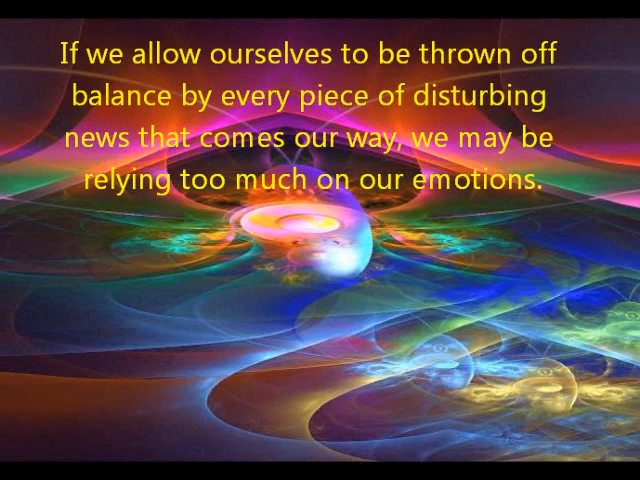 If we allow ourselves to be thrown off
balance by every piece of disturbing
news that comes our way, we may be
relying too much on our emotions.